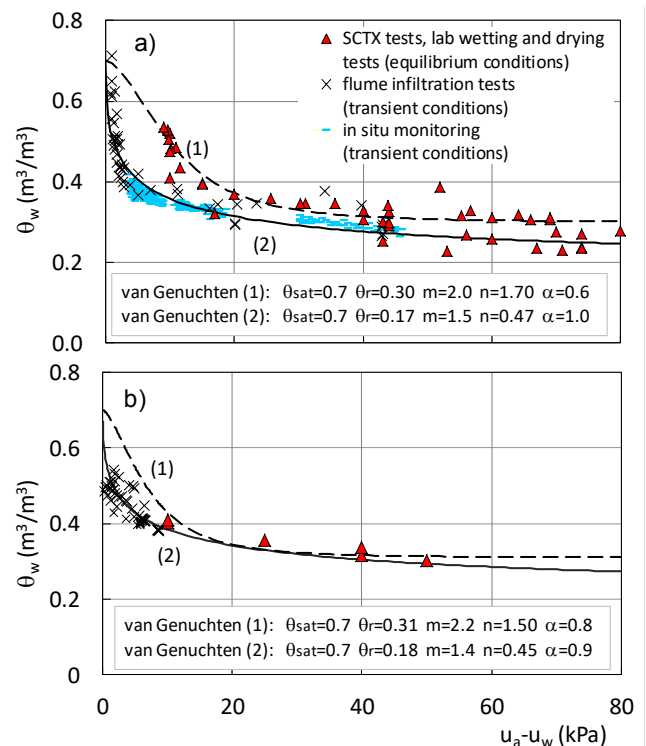 0.8
a)
SCTX tests, lab wetting and drying
tests (equilibrium conditions)
flume infiltration tests
(transient conditions)
in situ monitoring
(transient conditions)
0.6
(1)
θw (m³/m³)
0.4
(2)
0.2
van Genuchten (1): θsat=0.7 θr=0.30 m=2.0 n=1.70 α=0.6
van Genuchten (2): θsat=0.7 θr=0.17 m=1.5 n=0.47 α=1.0
0.0
0.8
b)
(1)
0.6
θw (m³/m³)
0.4
(2)
0.2
van Genuchten (1): θsat=0.7 θr=0.31 m=2.2 n=1.50 α=0.8
van Genuchten (2): θsat=0.7 θr=0.18 m=1.4 n=0.45 α=0.9
0
0 20 40 60 80
ua-uw (kPa)